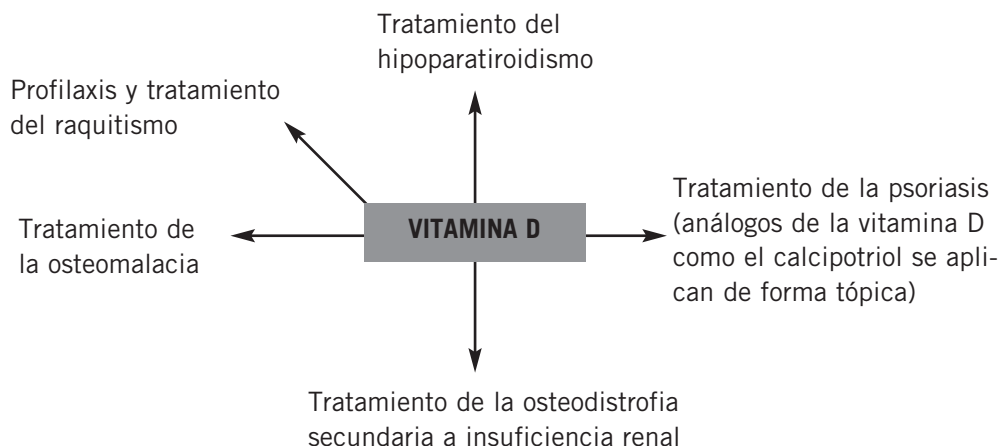 Tratamiento del
hipoparatiroidismo
Profilaxis y tratamiento
del raquitismo
Tratamiento de
la osteomalacia
VITAMINA D
Tratamiento de la psoriasis
(análogos de la vitamina D
como el calcipotriol se apli-
can de forma tópica)
Tratamiento de la osteodistrofia
secundaria a insuficiencia renal